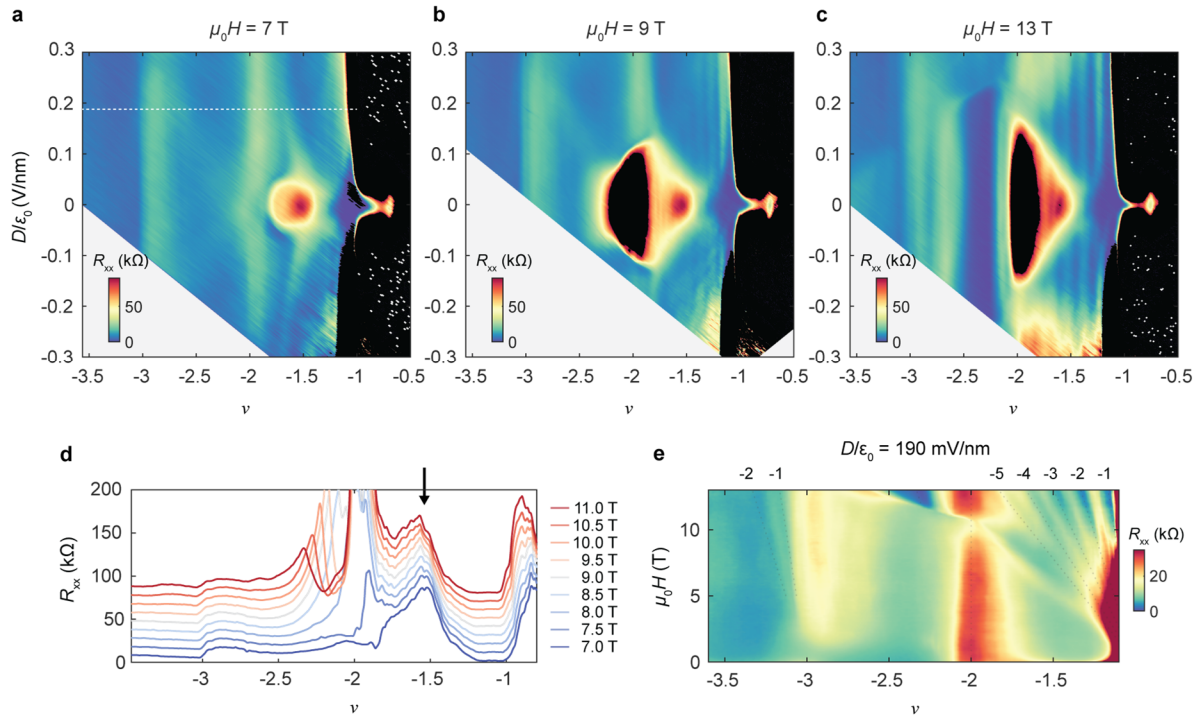 a
μ₀H = 7 T
b
μ₀H = 9 T
c
μ₀H = 13 T
D/ε₀ (V/nm)
0.3
0.2
0.1
0
-0.1
-0.2
-0.3
Rxx (kΩ)
50
0
-3.5 -3 -2.5 -2 -1.5 -1 -0.5
ν
0.3
0.2
0.1
0
-0.1
-0.2
-0.3
Rxx (kΩ)
50
0
-3.5 -3 -2.5 -2 -1.5 -1 -0.5
ν
0.3
0.2
0.1
0
-0.1
-0.2
-0.3
Rxx (kΩ)
50
0
-3.5 -3 -2.5 -2 -1.5 -1 -0.5
ν
d
Rxx (kΩ)
200
150
100
50
0
-3 -2.5 -2 -1.5 -1
ν
11.0 T
10.5 T
10.0 T
9.5 T
9.0 T
8.5 T
8.0 T
7.5 T
7.0 T
e
D/ε₀ = 190 mV/nm
-2 -1 -5 -4 -3 -2 -1
μ₀H (T)
10
5
0
-3.5 -3 -2.5 -2 -1.5
ν
Rxx (kΩ)
20
0